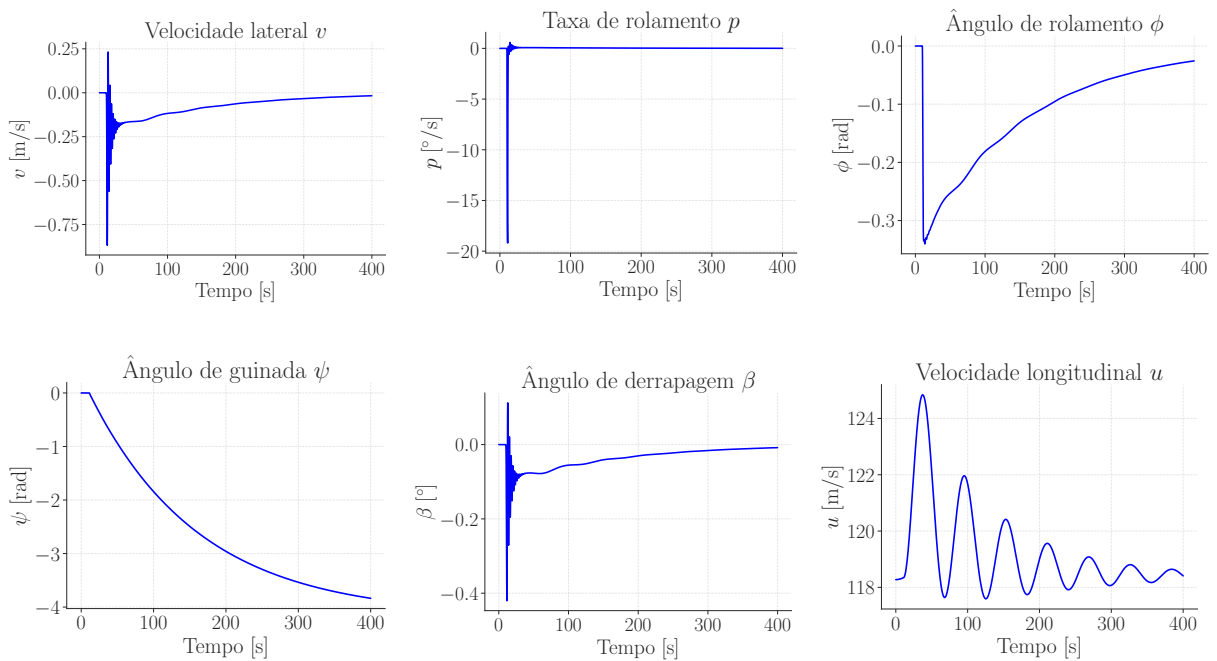 Velocidade lateral v
v [m/s]
0.25
0.00
−0.25
−0.50
−0.75
0 100 200 300 400
Tempo [s]
Taxa de rolamento p
p [°/s]
0
−5
−10
−15
−20
0 100 200 300 400
Tempo [s]
Ângulo de rolamento ϕ
ϕ [rad]
0.0
−0.1
−0.2
−0.3
0 100 200 300 400
Tempo [s]
Ângulo de guinada ψ
ψ [rad]
0
−1
−2
−3
−4
0 100 200 300 400
Tempo [s]
Ângulo de derrapagem β
β [°]
0.0
−0.2
−0.4
0 100 200 300 400
Tempo [s]
Velocidade longitudinal u
u [m/s]
124
122
120
118
0 100 200 300 400
Tempo [s]